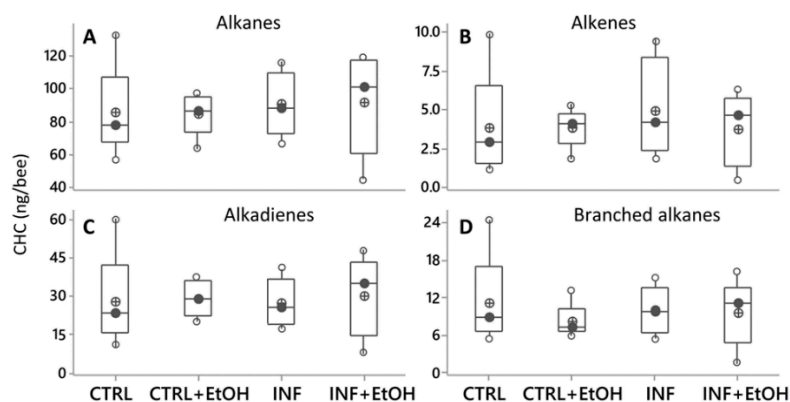 Alkanes
Alkenes
A
B
120
100
80
60
40
10.0
7.5
5.0
2.5
0.0
CHC (ng/bee)
Alkadienes
Branched alkanes
C
D
60
45
30
15
0
24
18
12
6
0
CTRL CTRL+EtOH INF INF+EtOH
CTRL CTRL+EtOH INF INF+EtOH